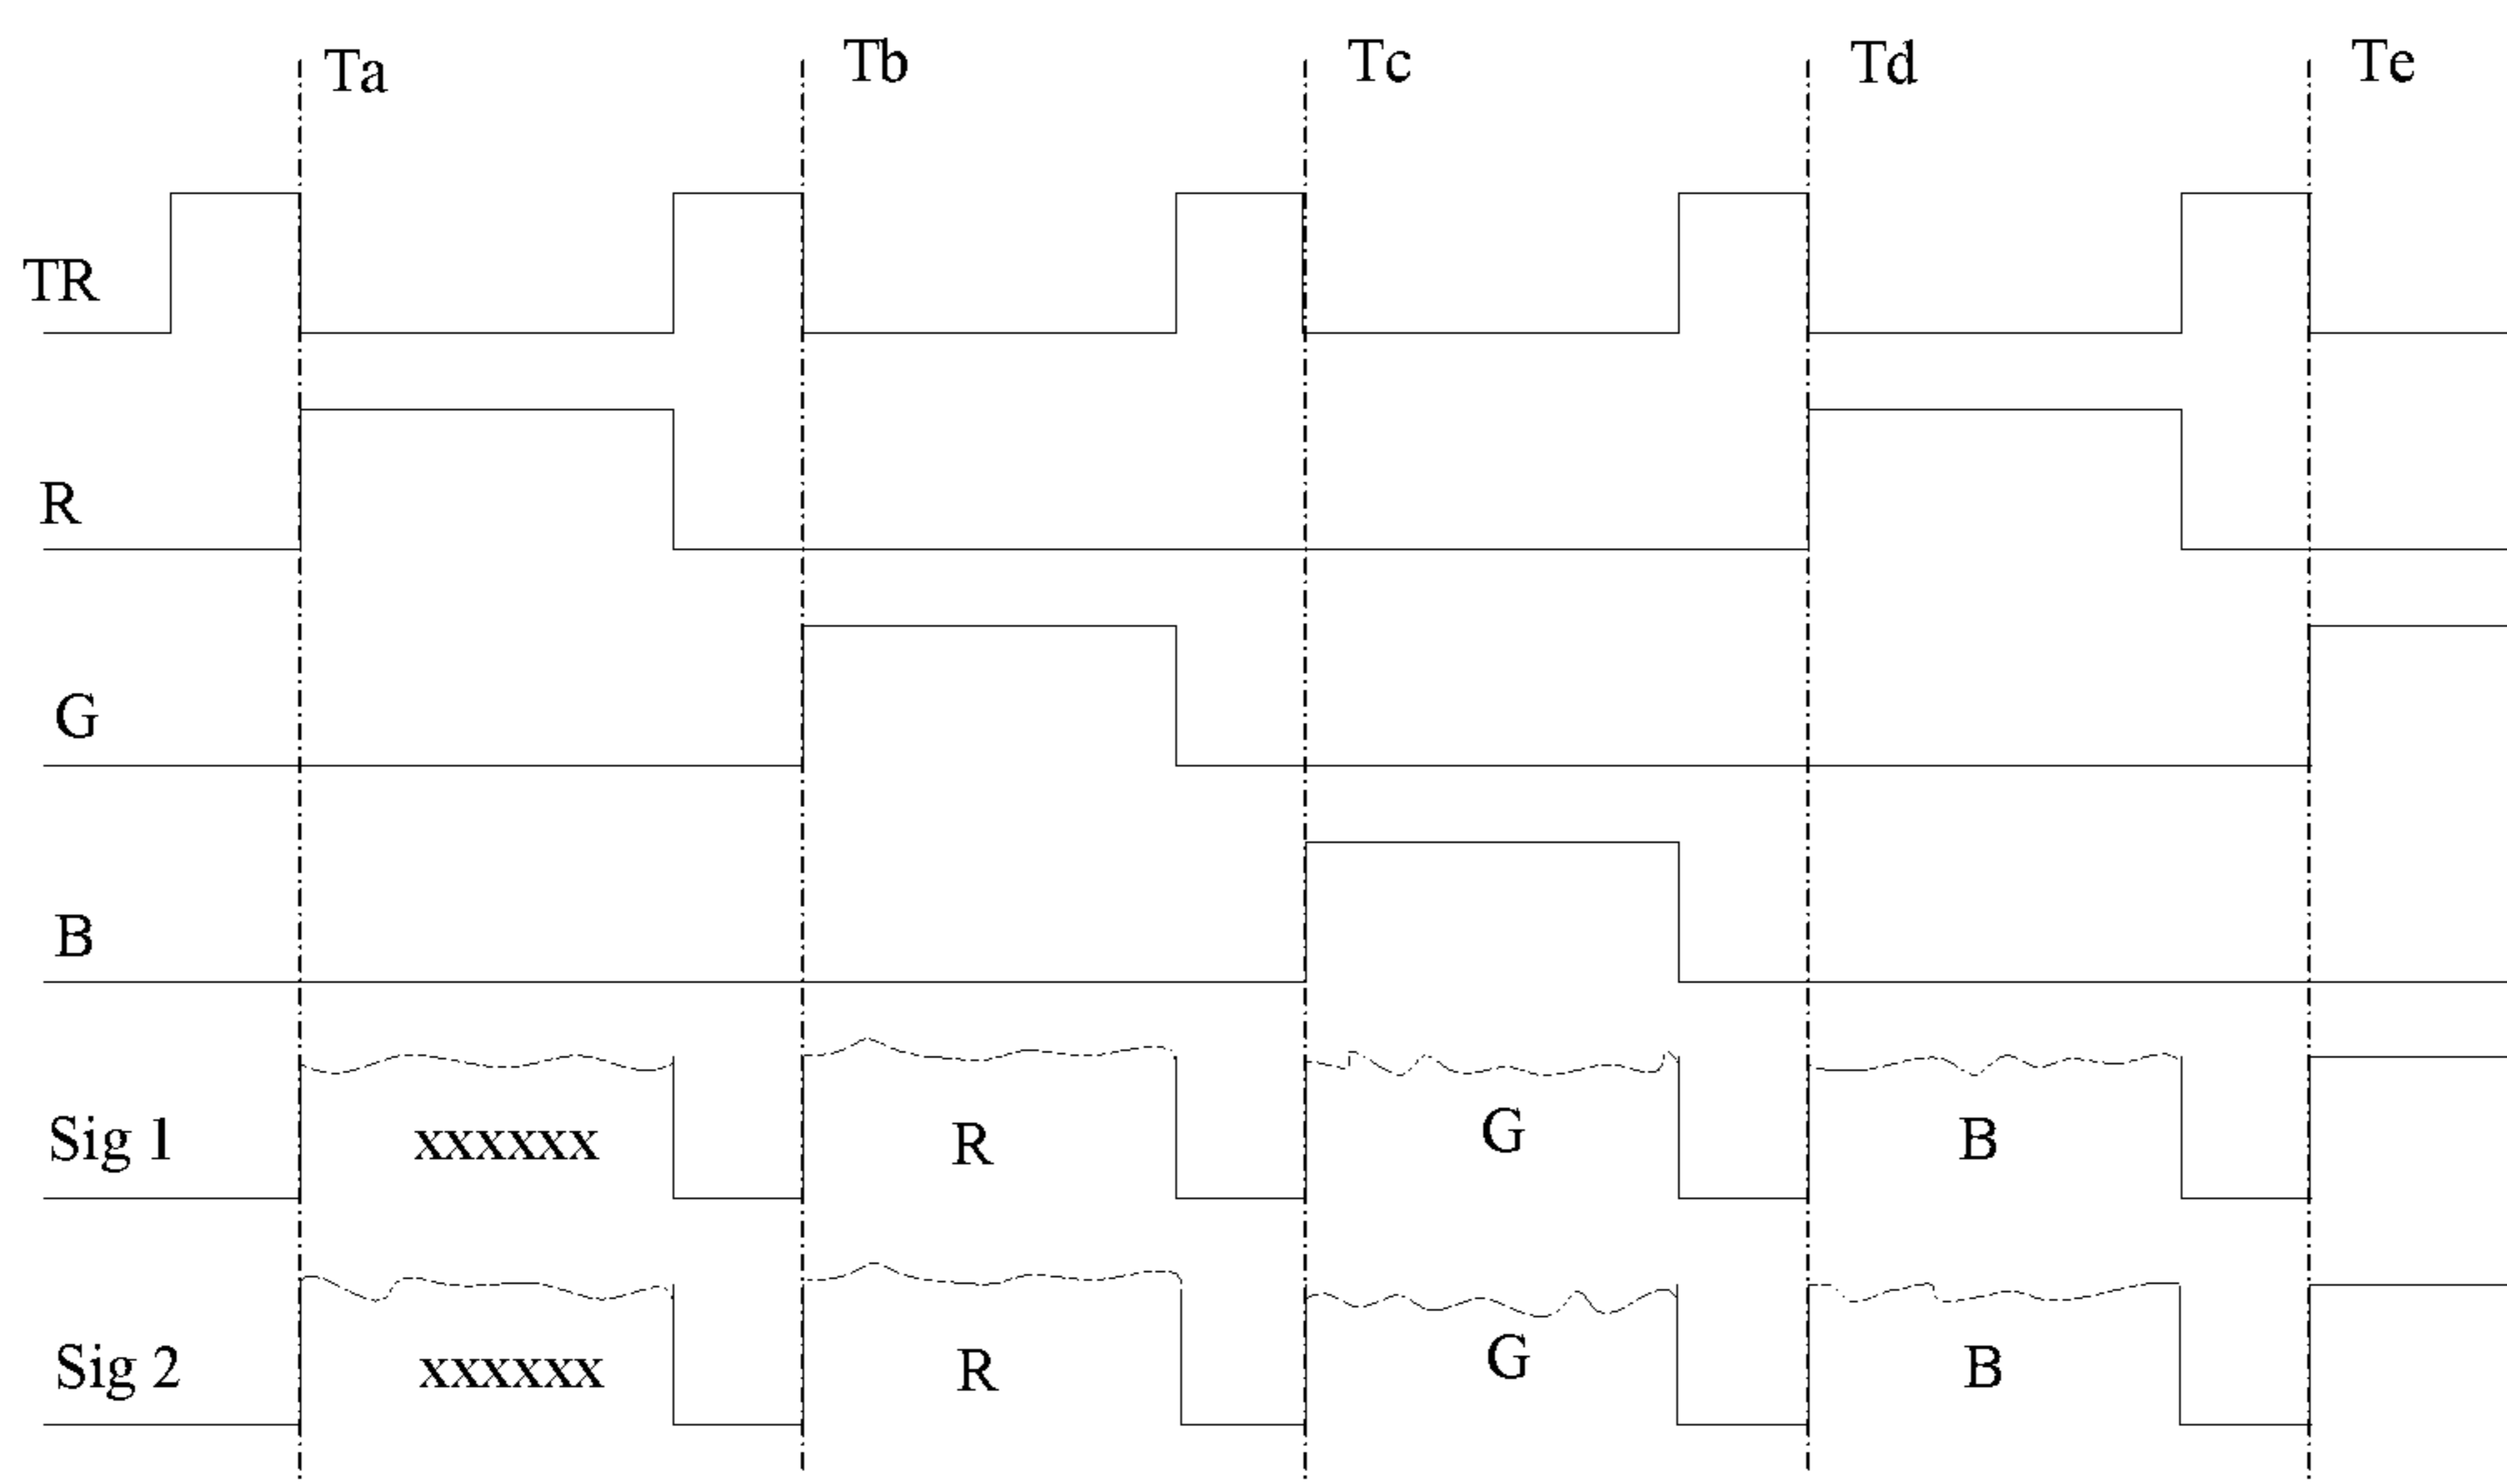 Ta Tb Tc Td Te
TR
R
G
B
Sig 1 xxxxxx R G B
Sig 2 xxxxxx R G B